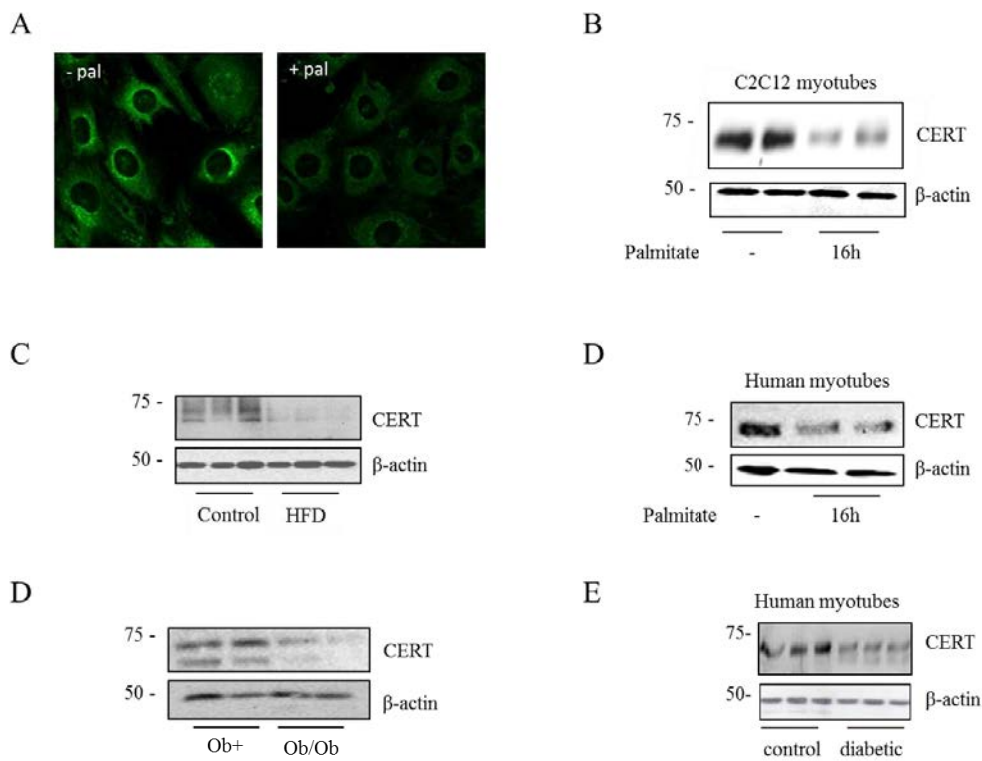 A
- pal
+ pal
B
C2C12 myotubes
75 -
CERT
50 -
β-actin
Palmitate - 16h
C
75 -
CERT
50 -
β-actin
Control HFD
D
Human myotubes
75 -
CERT
50 -
β-actin
Palmitate - 16h
D
75 -
CERT
50 -
β-actin
Ob+ Ob/Ob
E
Human myotubes
75-
CERT
50-
β-actin
control diabetic